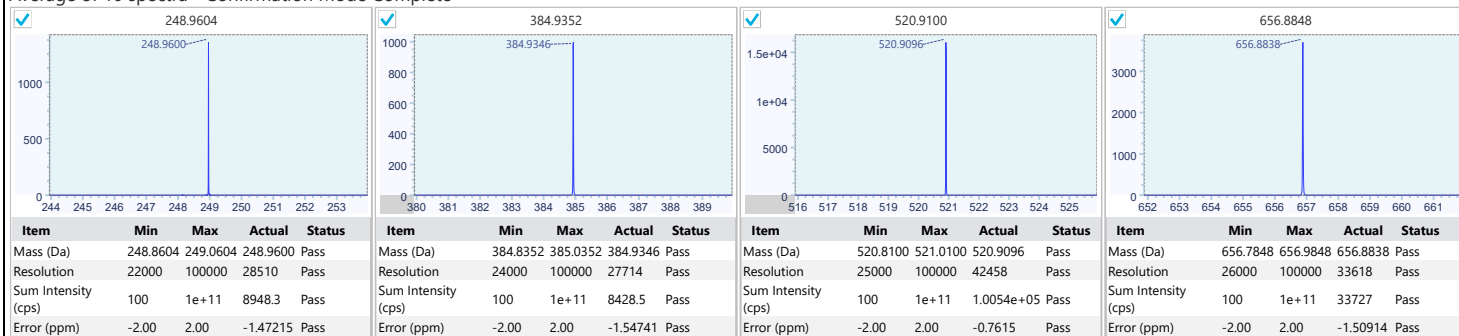 Average of 10 spectra - Confirmation mode Complete
248.9604 384.9352 520.9100 656.8848
248.9600
1000
500
0
244 245 246 247 248 249 250 251 252 253
384.9346
1000
800
600
400
200
0
380 381 382 383 384 385 386 387 388 389
520.9096
1.5e+04
1e+04
5000
0
516 517 518 519 520 521 522 523 524 525
656.8838
3000
2000
1000
0
652 653 654 655 656 657 658 659 660 661
Item Min Max Actual Status
Mass (Da) 248.8604 249.0604 248.9600 Pass
Resolution 22000 100000 28510 Pass
Sum Intensity
(cps) 100 1e+11 8948.3 Pass
Error (ppm) -2.00 2.00 -1.47215 Pass
Item Min Max Actual Status
Mass (Da) 384.8352 385.0352 384.9346 Pass
Resolution 24000 100000 27714 Pass
Sum Intensity
(cps) 100 1e+11 8428.5 Pass
Error (ppm) -2.00 2.00 -1.54741 Pass
Item Min Max Actual Status
Mass (Da) 520.8100 521.0100 520.9096 Pass
Resolution 25000 100000 42458 Pass
Sum Intensity
(cps) 100 1e+11 1.0054e+05 Pass
Error (ppm) -2.00 2.00 -0.7615 Pass
Item Min Max Actual Status
Mass (Da) 656.7848 656.9848 656.8838 Pass
Resolution 26000 100000 33618 Pass
Sum Intensity
(cps) 100 1e+11 33727 Pass
Error (ppm) -2.00 2.00 -1.50914 Pass